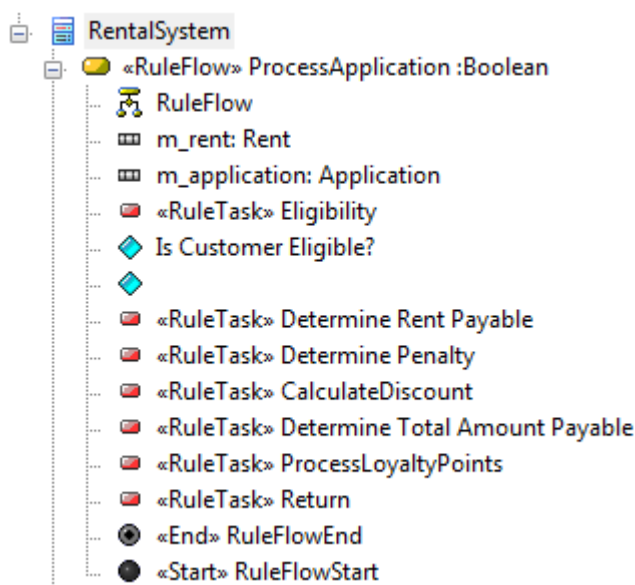 RentalSystem
«RuleFlow» ProcessApplication :Boolean
RuleFlow
m_rent: Rent
m_application: Application
«RuleTask» Eligibility
Is Customer Eligible?
«RuleTask» Determine Rent Payable
«RuleTask» Determine Penalty
«RuleTask» CalculateDiscount
«RuleTask» Determine Total Amount Payable
«RuleTask» ProcessLoyaltyPoints
«RuleTask» Return
«End» RuleFlowEnd
«Start» RuleFlowStart